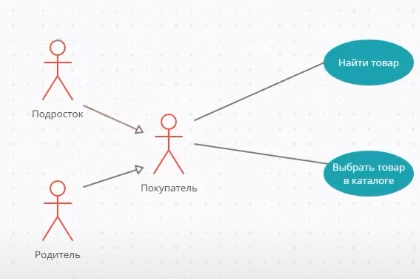 Найти товар
Подросток
Покупатель
Выбрать товар
в каталоге
Родитель